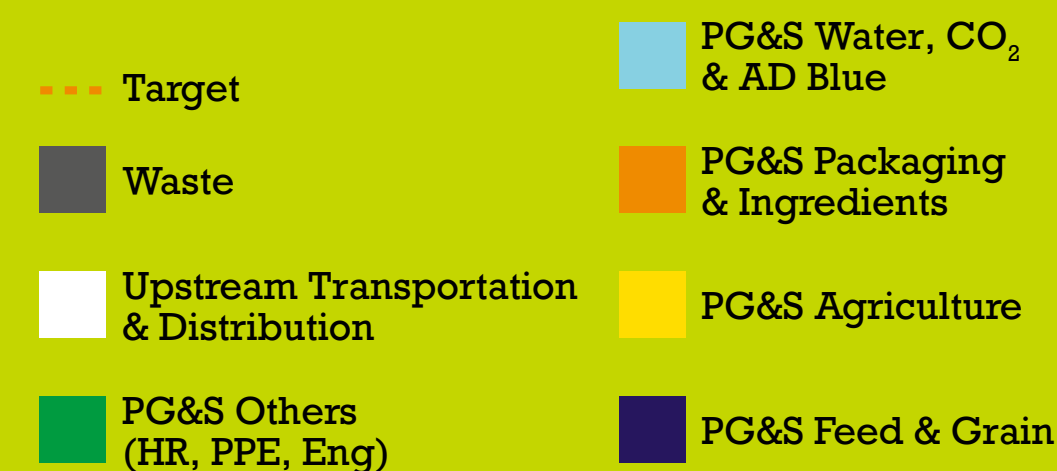 Target
Waste
Upstream Transportation
& Distribution
PG&S Others
(HR, PPE, Eng)
PG&S Water, CO₂
& AD Blue
PG&S Packaging
& Ingredients
PG&S Agriculture
PG&S Feed & Grain